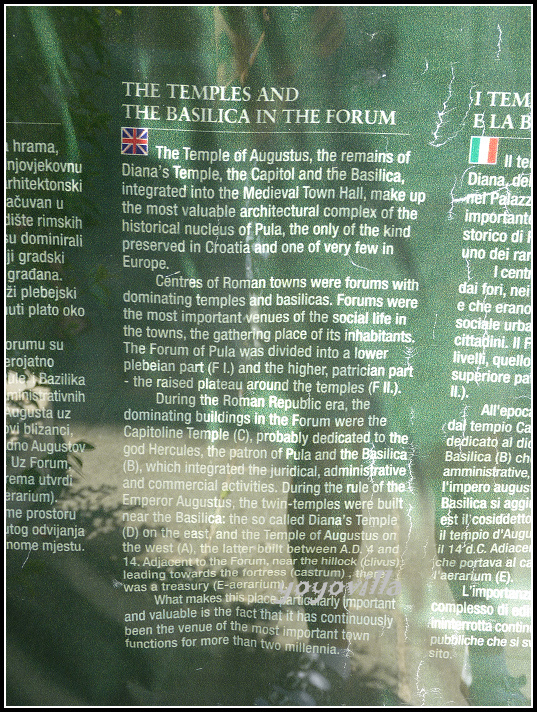 THE TEMPLES AND
THE BASILICA IN THE FORUM
The Temple of Augustus, the remains of
Diana's Temple, the Capitol and the Basilica,
integrated into the Medieval Town Hall, make up
the most valuable architectural complex of the
historical nucleus of Pula, the only of the kind
preserved in Croatia and one of very few in
Europe.
Centres of Roman towns were forums with
dominating temples and basilicas. Forums were
the most important venues of the social life in
the towns, the gathering place of its inhabitants.
The Forum of Pula was divided into a lower
plebeian part (F I.) and the higher, patrician part
- the raised plateau around the temples (F II.).
During the Roman Republic era, the
dominating buildings in the Forum were the
Capitoline Temple (C), probably dedicated to the
god Hercules, the patron of Pula and the Basilica
(B), which integrated the juridical, administrative
and commercial activities. During the rule of the
Emperor Augustus, the twin-temples were built
near the Basilica: the so called Diana's Temple
(D) on the east, and the Temple of Augustus on
the west (A), the latter built between A.D. 4 and
14. Adjacent to the Forum, near the hillock (clivus)
leading towards the fortress (castrum), there
was a treasury (E-aerarium).
What makes this place particularly important
and valuable is the fact that it has continuously
been the venue of the most important town
functions for more than two millennia.
hrama,
njovjekovnu
rhitektonski
ačuvan u
dište rimskih
su dominirali
ji gradski
građana.
ži plebejski
nuti plato oko
orumu su
erojatno
Bazilika
ministrativnih
Augusta uz
ovi blizanci,
dno Augustov
Uz Forum,
rema utvrdi
erarium).
me prostoru
utog odvijanja
nome mjestu.
I TEM
E LA B
Il te
Diana, del
nel Palazz
importante
storico di
uno dei rar
I cent
dai fori, nei
e che erano
sociale urba
cittadini. Il F
livelli, quello
superiore pa
II.).
All'epoca
dal tempio Ca
dedicato al dio
Basilica (B) che
amministrative,
l'impero august
Basilica si aggi
est il cosiddetto
il tempio d'Augu
il 14 d.C. Adiacen
che portava al ca
l'aerarium (E).
L'importanza
complesso di edi
ininterrotta contin
pubbliche che si sv
sito.
yoyovilla